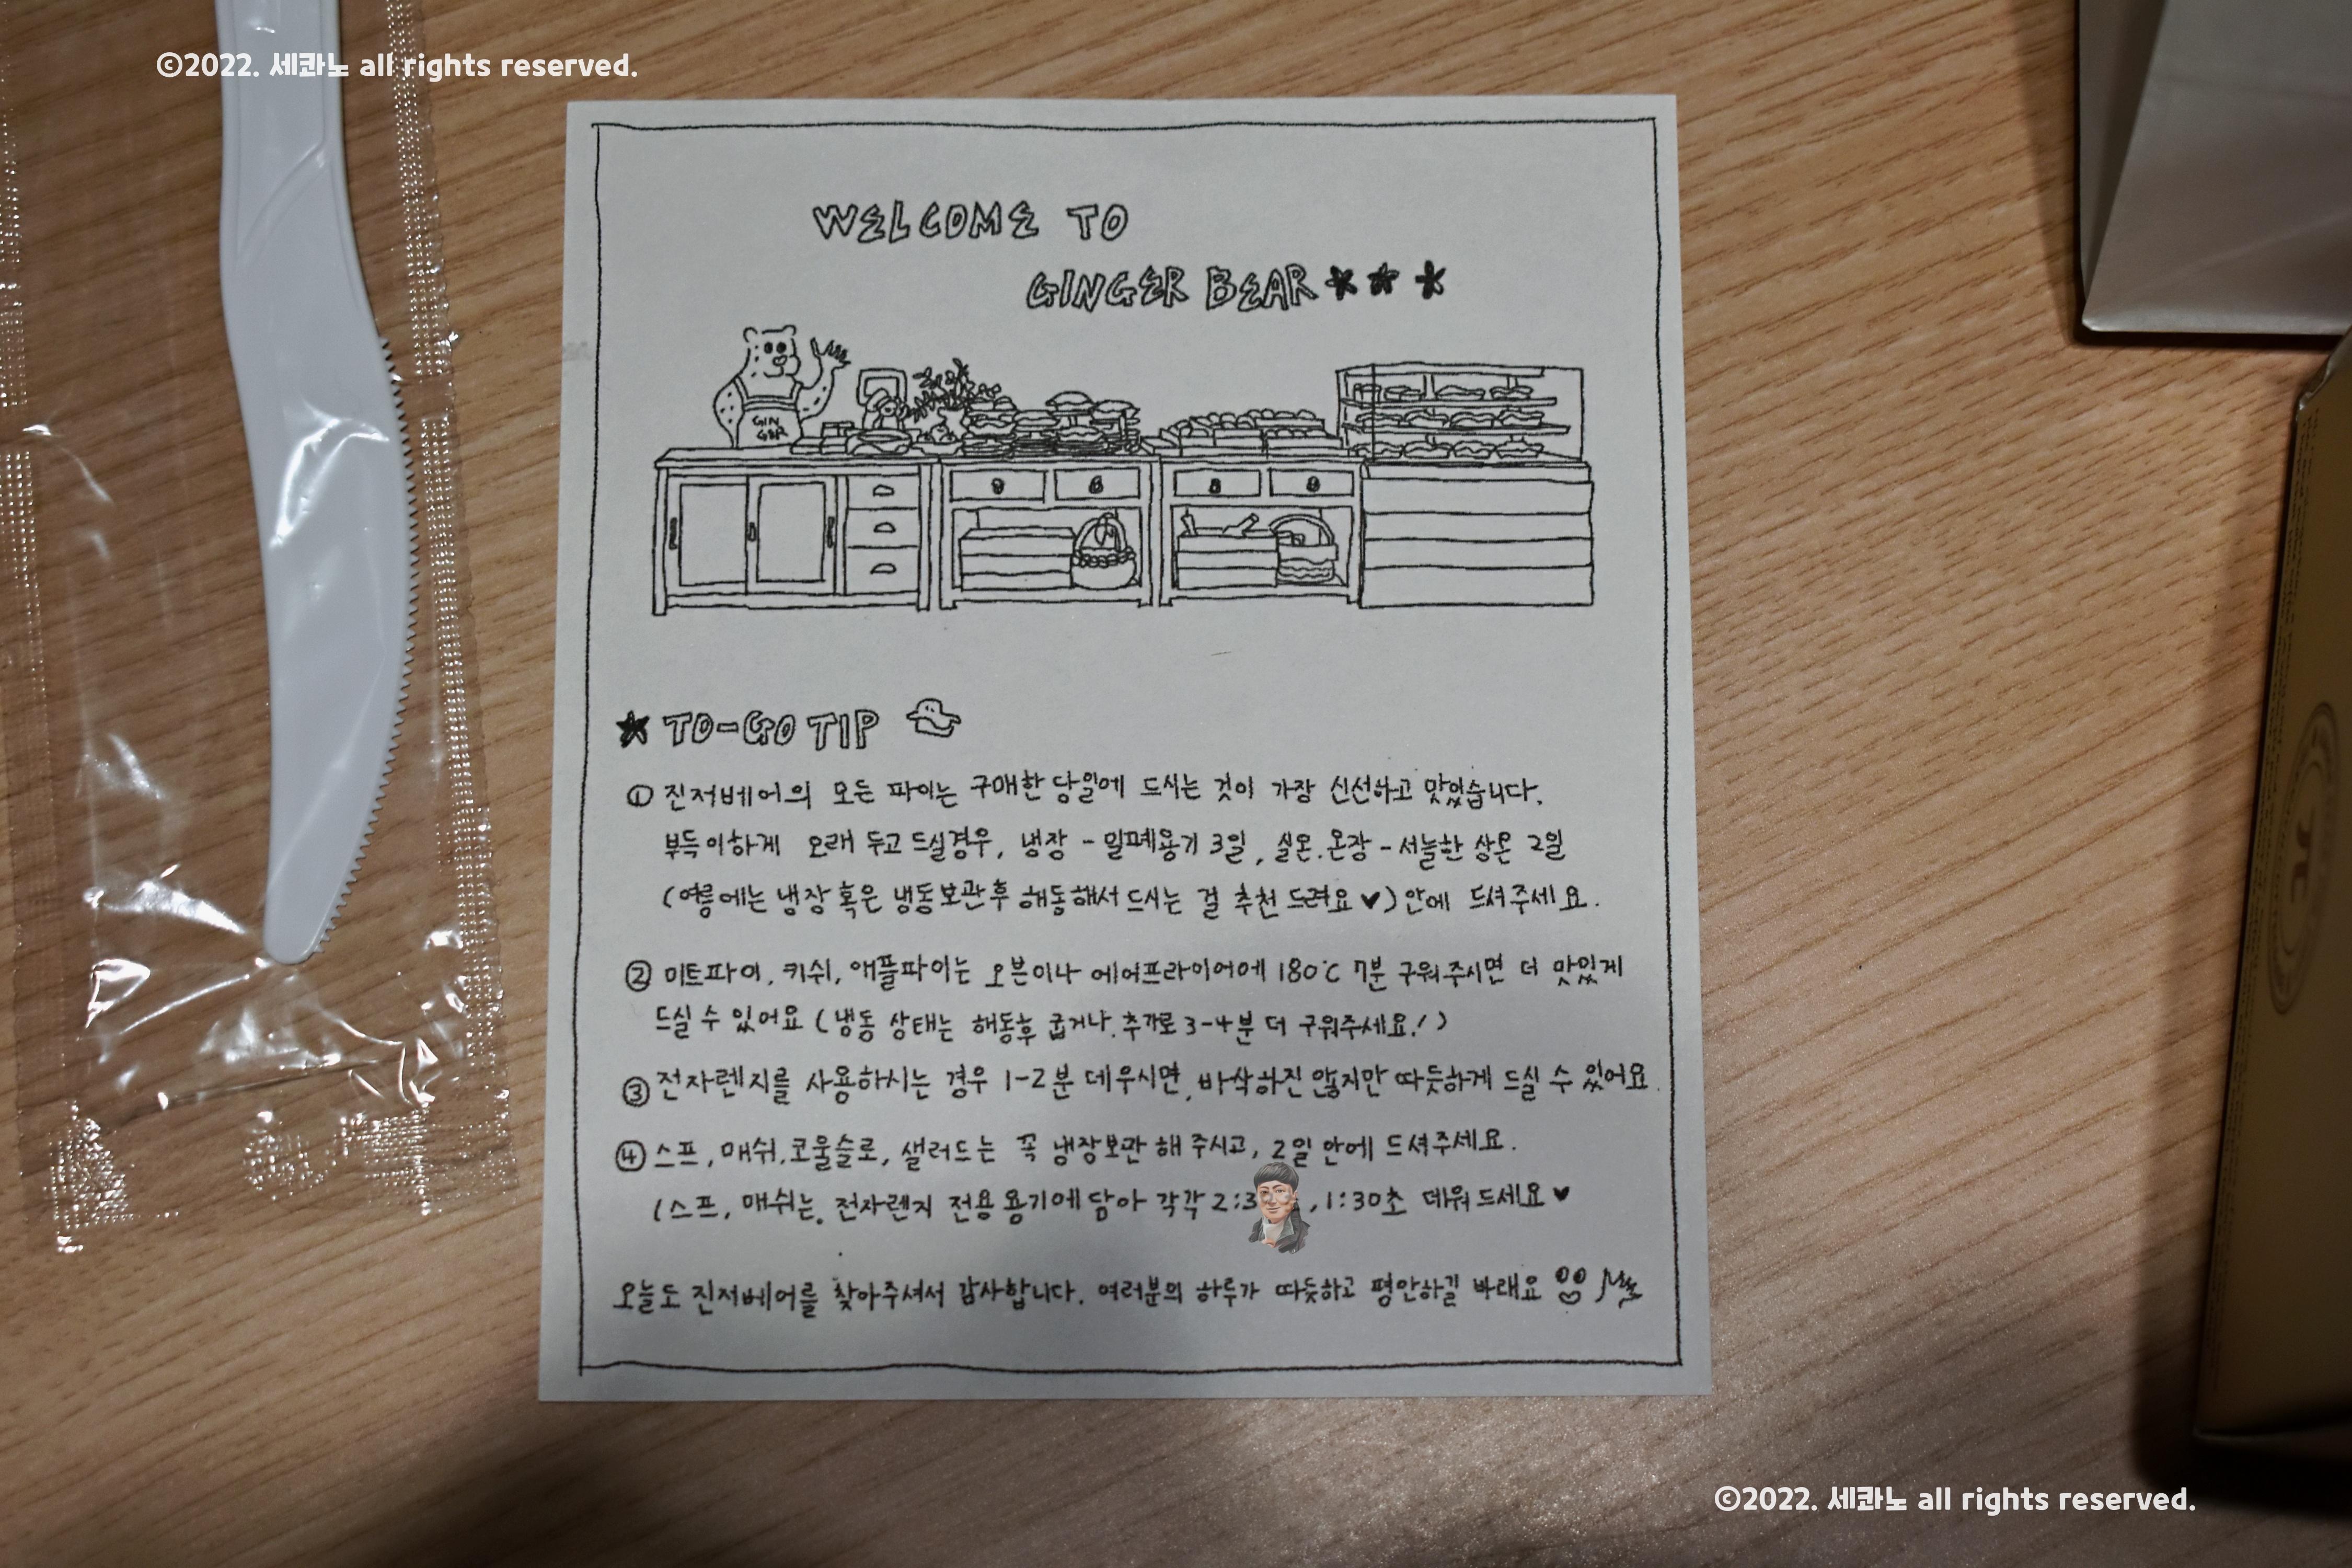 ©2022. 세콰노 all rights reserved.
WELCOME TO
GINGER BEAR
GIN
GER
TO-GO TIP
① 진저베어의 모든 파이는 구매한 당일에 드시는 것이 가장 신선하고 맛있습니다.
부득이하게 오래 두고 드실경우, 냉장 - 밀폐용기 3일, 실온.온장 - 서늘한 상온 2일
(여름에는 냉장 혹은 냉동보관후 해동해서 드시는 걸 추천 드려요 ♥) 안에 드셔주세요.
② 미트파이, 키쉬, 애플파이는 오븐이나 에어프라이어에 180°C 7분 구워주시면 더 맛있게
드실 수 있어요 (냉동 상태는 해동후 굽거나, 추가로 3-4분 더 구워주세요!)
③ 전자렌지를 사용하시는 경우 1-2분 데우시면, 바삭하진 않지만 따듯하게 드실 수 있어요.
④ 스프, 매쉬, 코울슬로, 샐러드는 꼭 냉장보관 해 주시고, 2일 안에 드셔주세요.
(스프, 매쉬는, 전자렌지 전용 용기에 담아 각각 2:3 , 1:30초 데워드세요 ♥
오늘도 진저베어를 찾아주셔서 감사합니다. 여러분의 하루가 따듯하고 평안하길 바래요
©2022. 세콰노 all rights reserved.